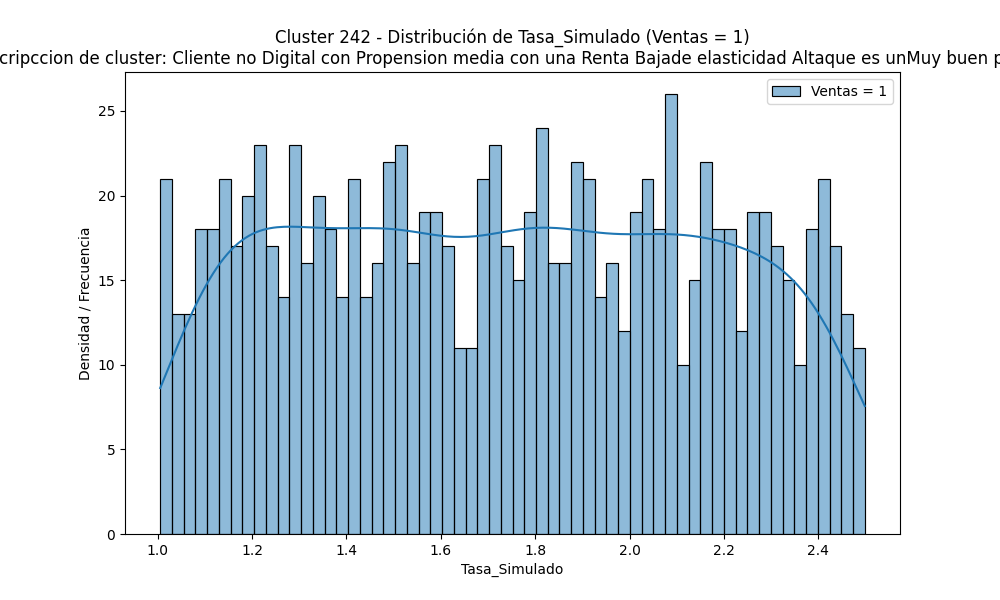 Cluster 242 - Distribución de Tasa_Simulado (Ventas = 1)
cripccion de cluster: Cliente no Digital con Propension media con una Renta Bajade elasticidad Altaque es unMuy buen p
Ventas = 1
Densidad / Frecuencia
25
20
15
10
5
0
1.0 1.2 1.4 1.6 1.8 2.0 2.2 2.4
Tasa_Simulado